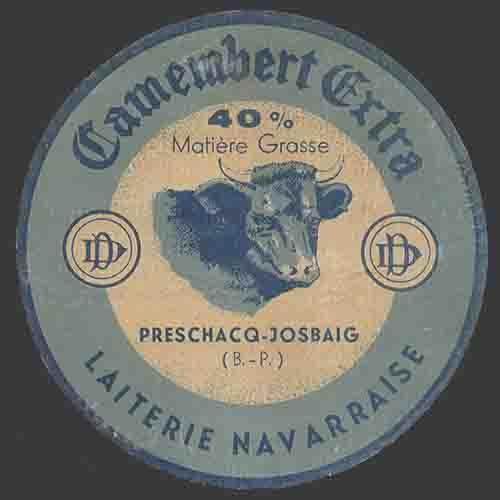 Camembert Extra
40 %
Matière Grasse
PRESCHACQ-JOSBAIG
(B.-P.)
LAITERIE NAVARRAISE